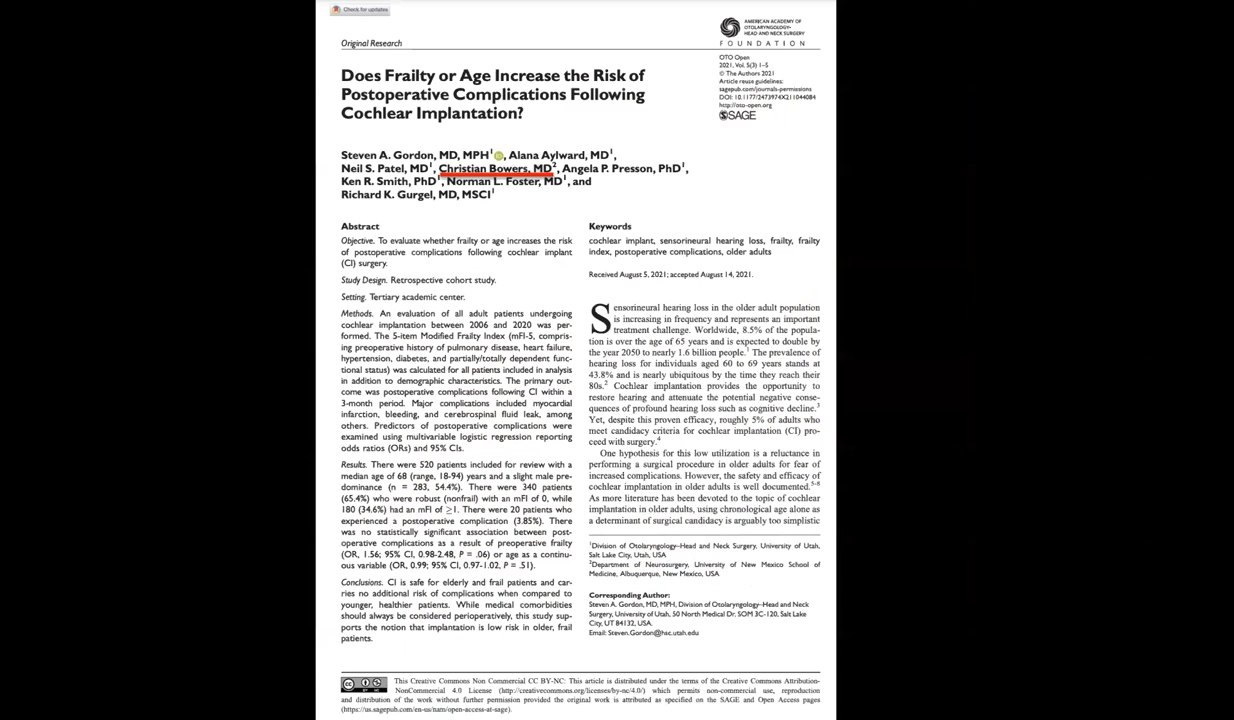 Check for updates
AMERICAN ACADEMY OF
OTOLARYNGOLOGY-
HEAD AND NECK SURGERY
FOUNDATION
Original Research
Does Frailty or Age Increase the Risk of
Postoperative Complications Following
Cochlear Implantation?
OTO Open
2021, Vol. 5(3) 1–5
© The Authors 2021
Article reuse guidelines:
sagepub.com/journals-permissions
DOI: 10.1177/2473974X211044084
http://oto-open.org
SAGE
Steven A. Gordon, MD, MPH1 iD, Alana Aylward, MD1,
Neil S. Patel, MD1, Christian Bowers, MD2, Angela P. Presson, PhD1,
Ken R. Smith, PhD1, Norman L. Foster, MD1, and
Richard K. Gurgel, MD, MSCI1
Abstract
Objective. To evaluate whether frailty or age increases the risk
of postoperative complications following cochlear implant
(CI) surgery.
Study Design. Retrospective cohort study.
Setting. Tertiary academic center.
Methods. An evaluation of all adult patients undergoing
cochlear implantation between 2006 and 2020 was per-
formed. The 5-item Modified Frailty Index (mFI-5, compris-
ing preoperative history of pulmonary disease, heart failure,
hypertension, diabetes, and partially/totally dependent func-
tional status) was calculated for all patients included in analysis
in addition to demographic characteristics. The primary out-
come was postoperative complications following CI within a
3-month period. Major complications included myocardial
infarction, bleeding, and cerebrospinal fluid leak, among
others. Predictors of postoperative complications were
examined using multivariable logistic regression reporting
odds ratios (ORs) and 95% CIs.
Results. There were 520 patients included for review with a
median age of 68 (range, 18-94) years and a slight male pre-
dominance (n = 283, 54.4%). There were 340 patients
(65.4%) who were robust (nonfrail) with an mFI of 0, while
180 (34.6%) had an mFI of ≥1. There were 20 patients who
experienced a postoperative complication (3.85%). There
was no statistically significant association between post-
operative complications as a result of preoperative frailty
(OR, 1.56; 95% CI, 0.98-2.48, P = .06) or age as a continu-
ous variable (OR, 0.99; 95% CI, 0.97-1.02, P = .51).
Conclusions. CI is safe for elderly and frail patients and car-
ries no additional risk of complications when compared to
younger, healthier patients. While medical comorbidities
should always be considered perioperatively, this study sup-
ports the notion that implantation is low risk in older, frail
patients.
Keywords
cochlear implant, sensorineural hearing loss, frailty, frailty
index, postoperative complications, older adults
Received August 5, 2021; accepted August 14, 2021.
Sensorineural hearing loss in the older adult population
is increasing in frequency and represents an important
treatment challenge. Worldwide, 8.5% of the popula-
tion is over the age of 65 years and is expected to double by
the year 2050 to nearly 1.6 billion people.1 The prevalence of
hearing loss for individuals aged 60 to 69 years stands at
43.8% and is nearly ubiquitous by the time they reach their
80s.2 Cochlear implantation provides the opportunity to
restore hearing and attenuate the potential negative conse-
quences of profound hearing loss such as cognitive decline.3
Yet, despite this proven efficacy, roughly 5% of adults who
meet candidacy criteria for cochlear implantation (CI) pro-
ceed with surgery.4
One hypothesis for this low utilization is a reluctance in
performing a surgical procedure in older adults for fear of
increased complications. However, the safety and efficacy of
cochlear implantation in older adults is well documented.5-8
As more literature has been devoted to the topic of cochlear
implantation in older adults, using chronological age alone as
a determinant of surgical candidacy is arguably too simplistic
1Division of Otolaryngology–Head and Neck Surgery, University of Utah,
Salt Lake City, Utah, USA
2Department of Neurosurgery, University of New Mexico School of
Medicine, Albuquerque, New Mexico, USA
Corresponding Author:
Steven A. Gordon, MD, MPH, Division of Otolaryngology–Head and Neck
Surgery, University of Utah, 50 North Medical Dr, SOM 3C-120, Salt Lake
City, UT 84132, USA.
Email: Steven.Gordon@hsc.utah.edu
cc BY NC
This Creative Commons Non Commercial CC BY-NC: This article is distributed under the terms of the Creative Commons Attribution-
NonCommercial 4.0 License (http://creativecommons.org/licenses/by-nc/4.0/) which permits non-commercial use, reproduction
and distribution of the work without further permission provided the original work is attributed as specified on the SAGE and Open Access pages
(https://us.sagepub.com/en-us/nam/open-access-at-sage).